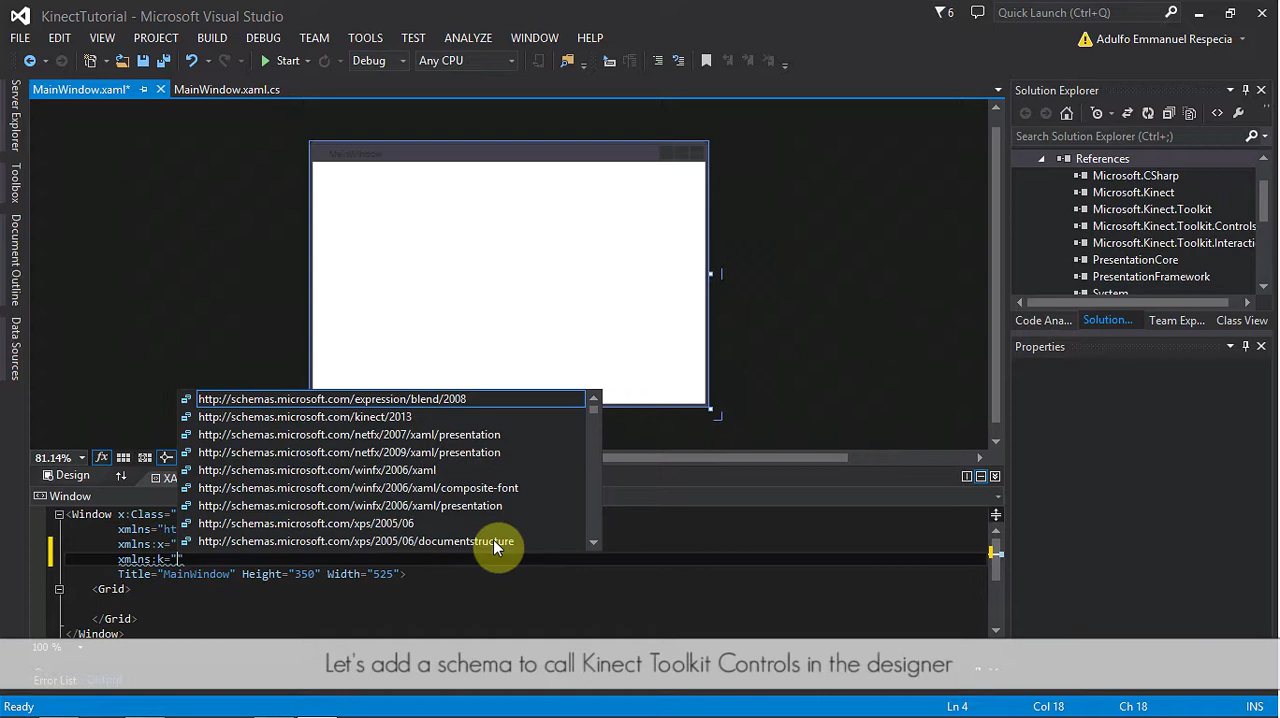 KinectTutorial - Microsoft Visual Studio
6
Quick Launch (Ctrl+Q)
FILE EDIT VIEW PROJECT BUILD DEBUG TEAM TOOLS TEST ANALYZE WINDOW HELP
Adulfo Emmanuel Respecia
Start Debug Any CPU
MainWindow.xaml* MainWindow.xaml.cs
Solution Explorer
Server Explorer
Toolbox
Document Outline
Data Sources
MainWindow
Search Solution Explorer (Ctrl+;)
References
Microsoft.CSharp
Microsoft.Kinect
Microsoft.Kinect.Toolkit
Microsoft.Kinect.Toolkit.Controls
Microsoft.Kinect.Toolkit.Interactio
PresentationCore
PresentationFramework
System
Code Ana... Solution... Team Exp... Class View
Properties
http://schemas.microsoft.com/expression/blend/2008
http://schemas.microsoft.com/kinect/2013
http://schemas.microsoft.com/netfx/2007/xaml/presentation
http://schemas.microsoft.com/netfx/2009/xaml/presentation
http://schemas.microsoft.com/winfx/2006/xaml
http://schemas.microsoft.com/winfx/2006/xaml/composite-font
http://schemas.microsoft.com/winfx/2006/xaml/presentation
http://schemas.microsoft.com/xps/2005/06
http://schemas.microsoft.com/xps/2005/06/documentstructure
81.14% fx
Design XA
Window
<Window x:Class="
xmlns="ht
xmlns:x="
xmlns:k=""
Title="MainWindow" Height="350" Width="525">
<Grid>
</Grid>
</Window>
100 %
Let's add a schema to call Kinect Toolkit Controls in the designer
Error List Output
Ready Ln 4 Col 18 Ch 18 INS